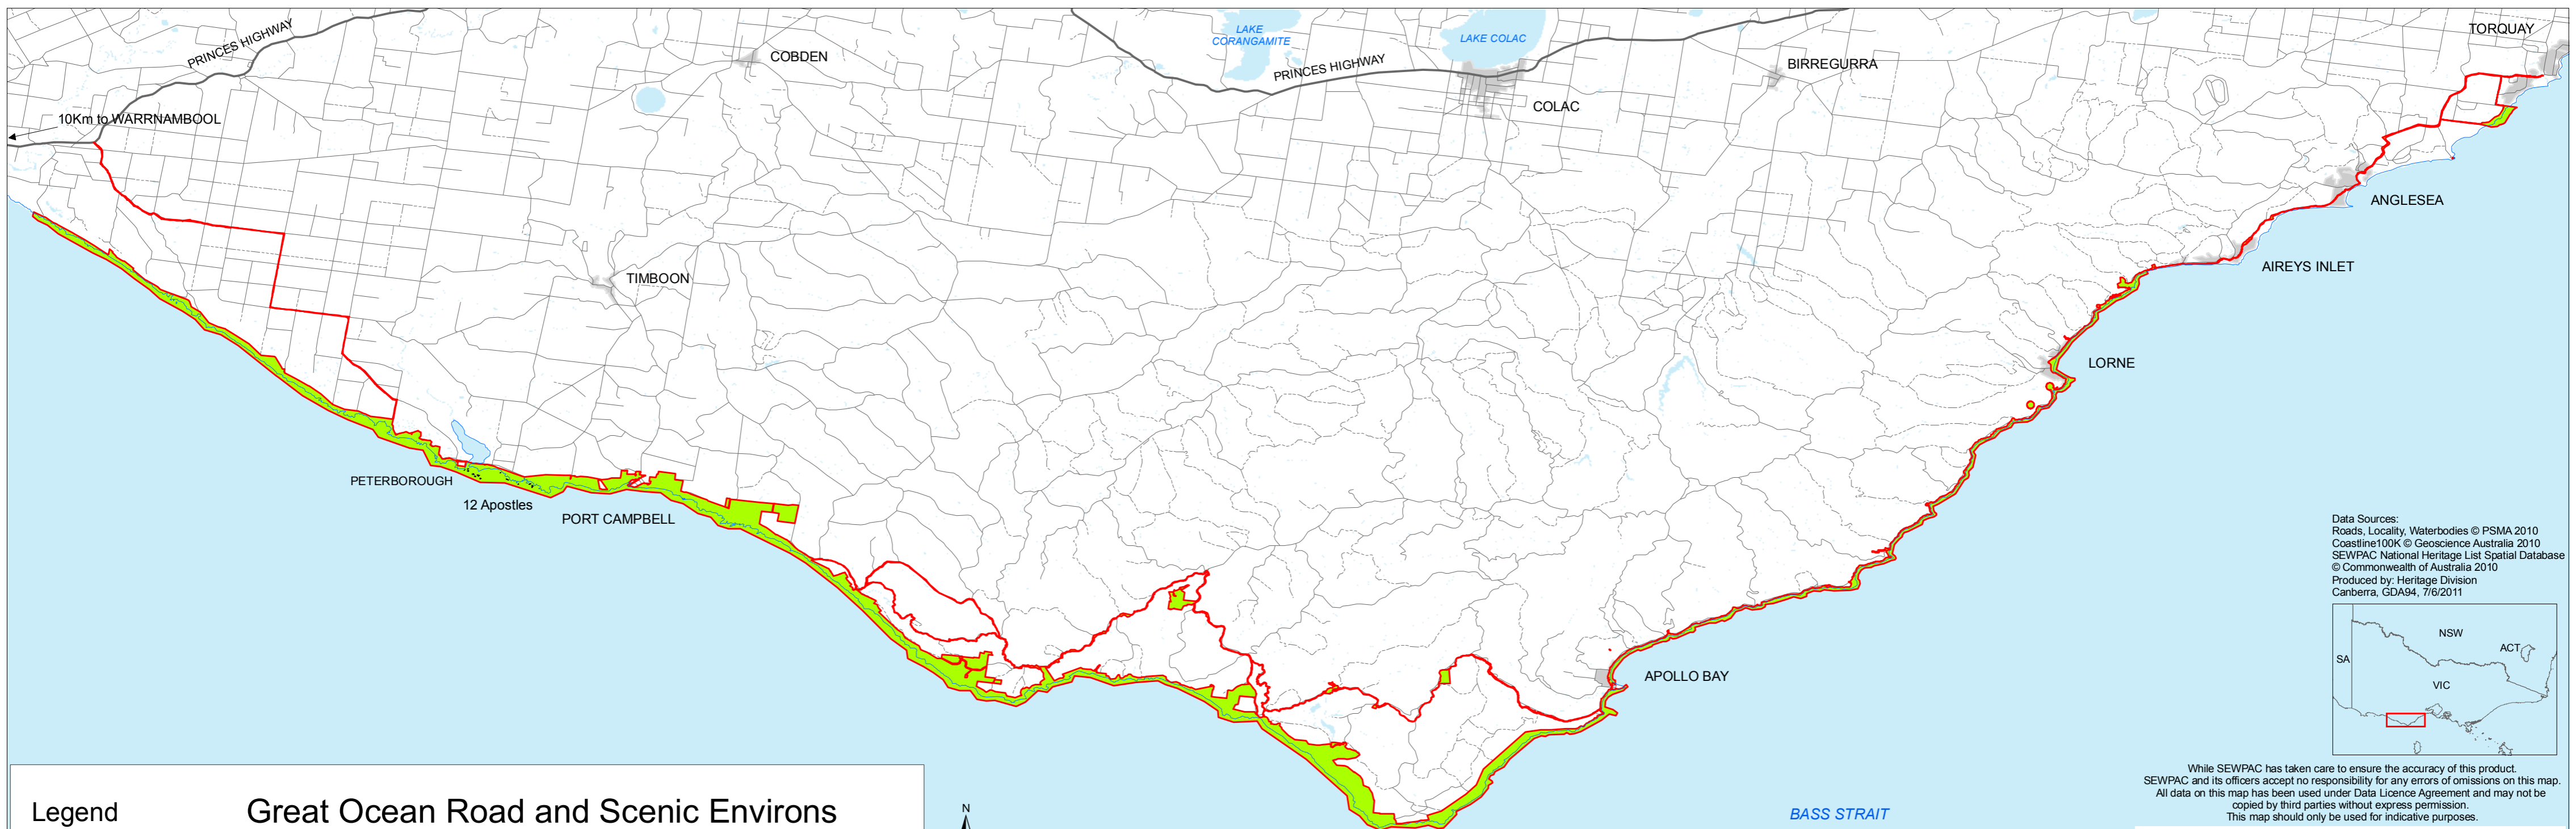 PRINCES HIGHWAY
10Km to WARRNAMBOOL
COBDEN
LAKE
CORANGAMITE
LAKE COLAC
PRINCES HIGHWAY
COLAC
BIRREGURRA
TORQUAY
ANGLESEA
AIREYS INLET
TIMBOON
LORNE
PETERBOROUGH
12 Apostles
PORT CAMPBELL
APOLLO BAY
Data Sources:
Roads, Locality, Waterbodies © PSMA 2010
Coastline100K © Geoscience Australia 2010
SEWPAC National Heritage List Spatial Database
© Commonwealth of Australia 2010
Produced by: Heritage Division
Canberra, GDA94, 7/6/2011
NSW
ACT
SA
VIC
While SEWPAC has taken care to ensure the accuracy of this product.
SEWPAC and its officers accept no responsibility for any errors of omissions on this map.
All data on this map has been used under Data Licence Agreement and may not be
copied by third parties without express permission.
This map should only be used for indicative purposes.
Legend
Great Ocean Road and Scenic Environs
N
BASS STRAIT